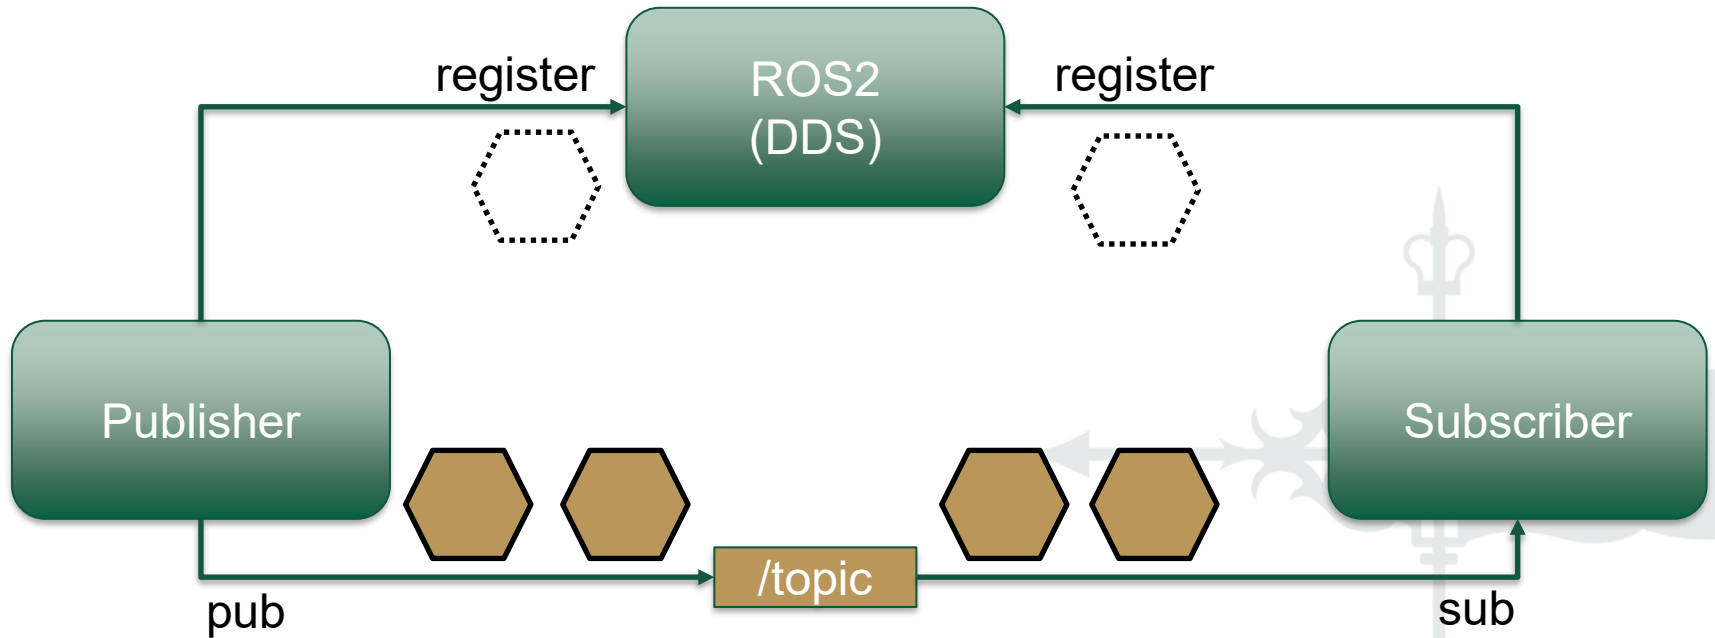 register
ROS2
(DDS)
register
Publisher
Subscriber
/topic
pub
sub